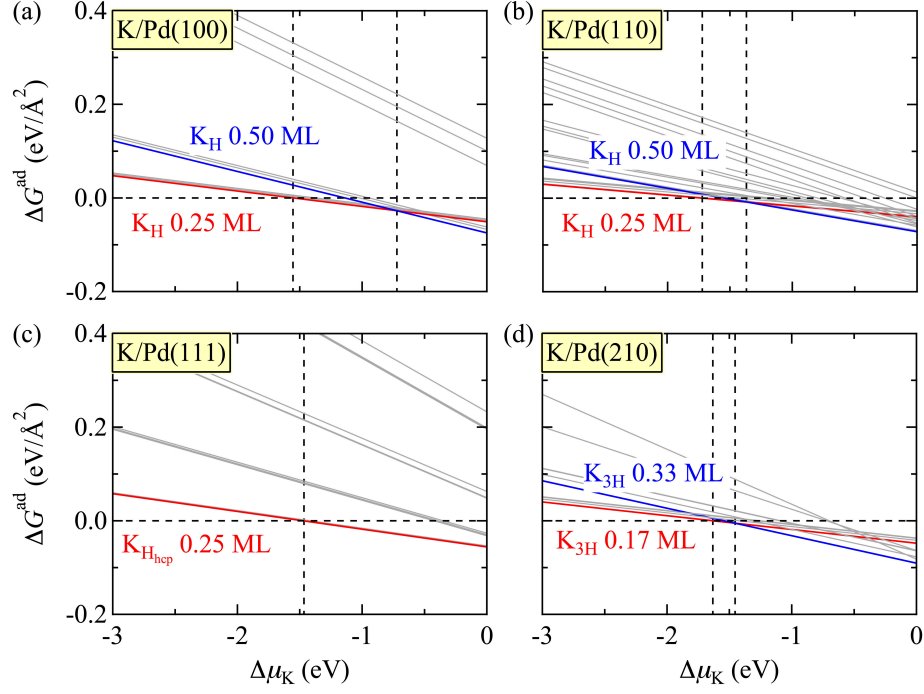 (a)
K/Pd(100)
0.4
0.2
0.0
-0.2
ΔG^ad (eV/Å²)
K_H 0.50 ML
K_H 0.25 ML
(b)
K/Pd(110)
K_H 0.50 ML
K_H 0.25 ML
(c)
K/Pd(111)
0.4
0.2
0.0
-0.2
ΔG^ad (eV/Å²)
K_H_hcp 0.25 ML
-3
-2
-1
0
Δμ_K (eV)
(d)
K/Pd(210)
K_3H 0.33 ML
K_3H 0.17 ML
-3
-2
-1
0
Δμ_K (eV)